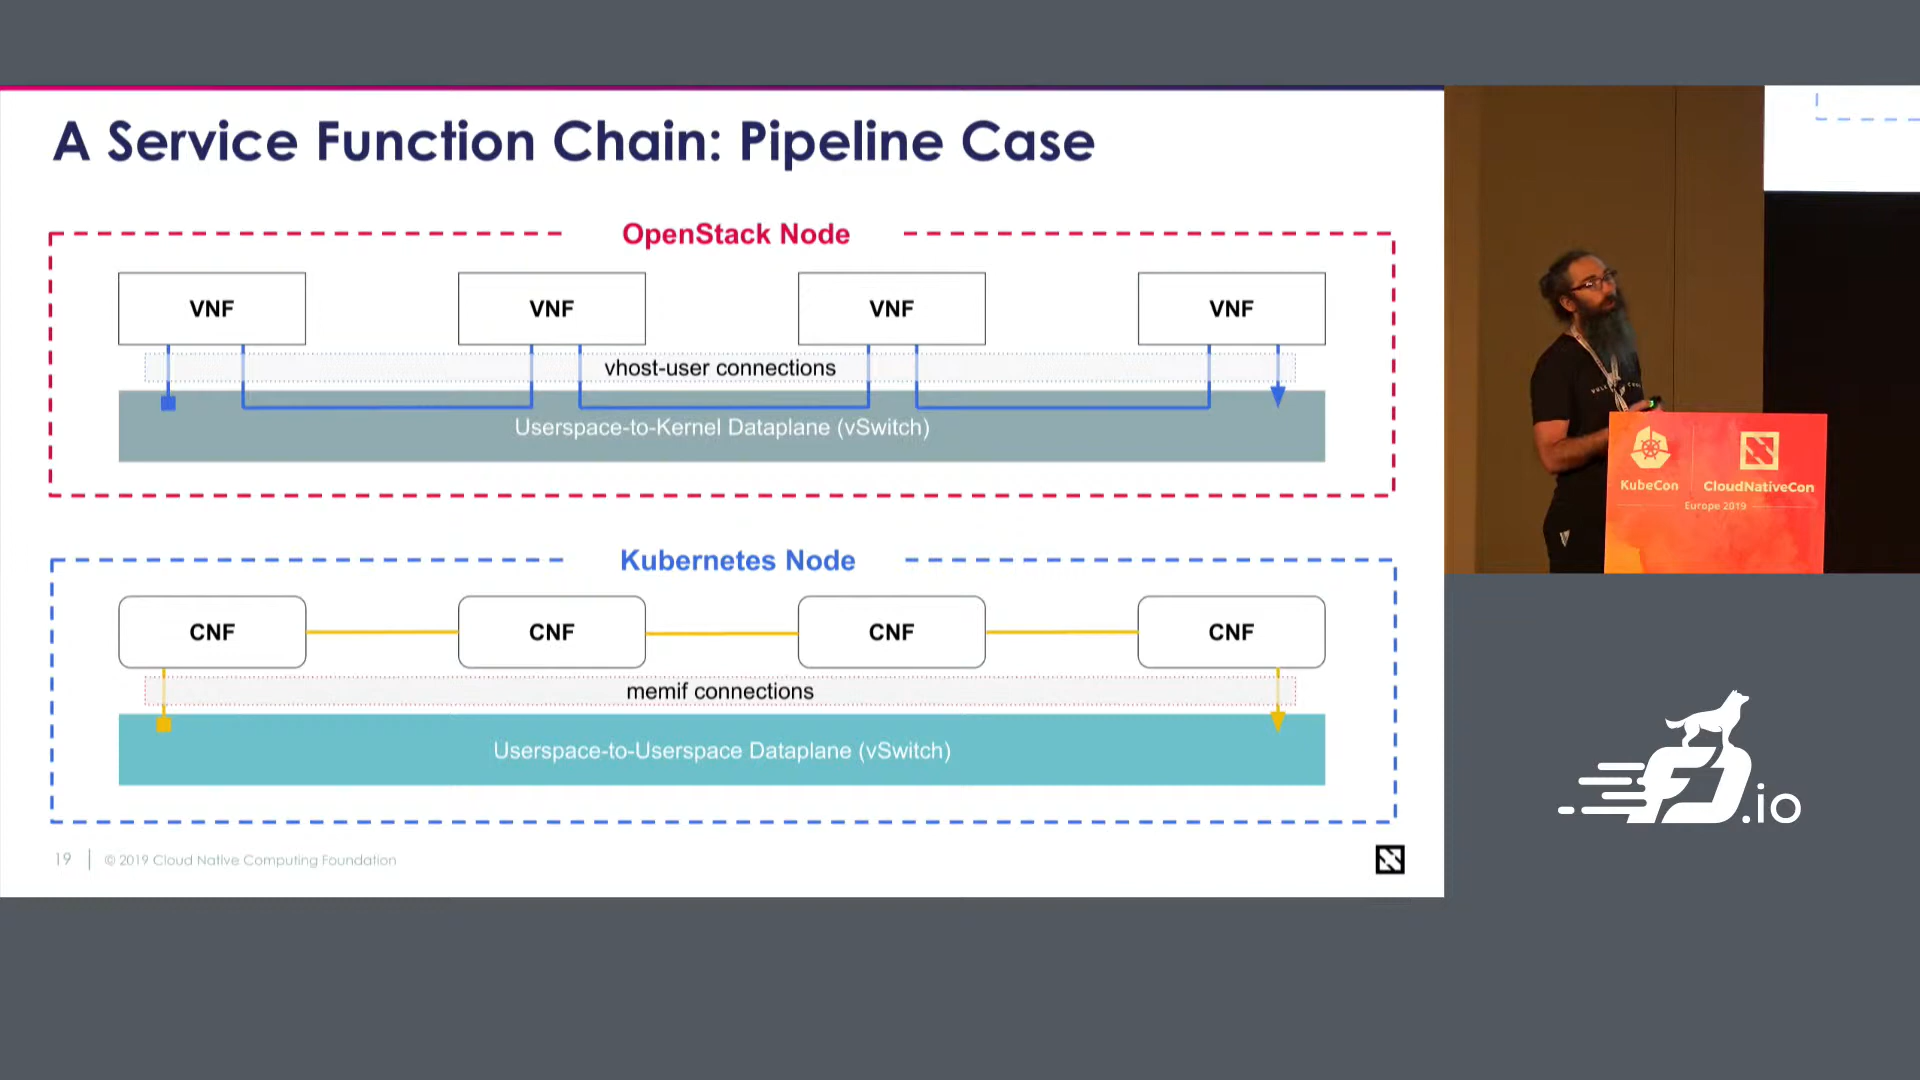 A Service Function Chain: Pipeline Case
OpenStack Node
VNF VNF VNF VNF
vhost-user connections
Userspace-to-Kernel Dataplane (vSwitch)
Kubernetes Node
CNF CNF CNF CNF
memif connections
Userspace-to-Userspace Dataplane (vSwitch)
19 © 2019 Cloud Native Computing Foundation
KubeCon CloudNativeCon
Europe 2019
FD.io